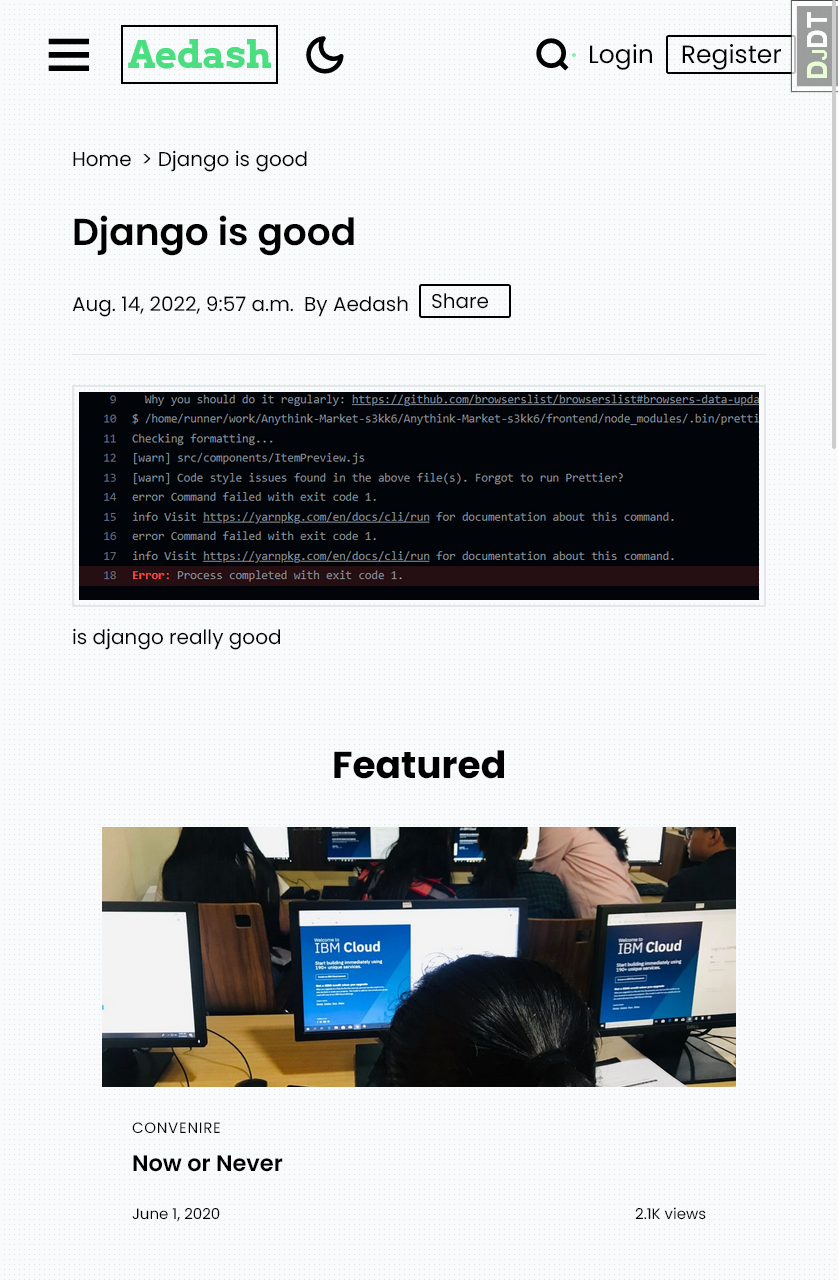 Aedash
Login
Register
DJDT
Home > Django is good
Django is good
Aug. 14, 2022, 9:57 a.m. By Aedash
Share
9 Why you should do it regularly: https://github.com/browserslist/browserslist#browsers-data-upda
10 $ /home/runner/work/Anythink-Market-s3kk6/Anythink-Market-s3kk6/frontend/node_modules/.bin/pretti
11 Checking formatting...
12 [warn] src/components/ItemPreview.js
13 [warn] Code style issues found in the above file(s). Forgot to run Prettier?
14 error Command failed with exit code 1.
15 info Visit https://yarnpkg.com/en/docs/cli/run for documentation about this command.
16 error Command failed with exit code 1.
17 info Visit https://yarnpkg.com/en/docs/cli/run for documentation about this command.
18 Error: Process completed with exit code 1.
is django really good
Featured
Welcome to
IBM Cloud
Start building immediately using
190+ unique services.
Welcome to
IBM Cloud
Start building immediately using
190+ unique services.
CONVENIRE
Now or Never
June 1, 2020
2.1K views